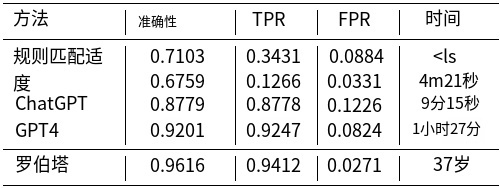 方法 准确性 TPR FPR 时间
规则匹配适 0.7103 0.3431 0.0884 <ls
度 0.6759 0.1266 0.0331 4m21秒
ChatGPT 0.8779 0.8778 0.1226 9分15秒
GPT4 0.9201 0.9247 0.0824 1小时27分
罗伯塔 0.9616 0.9412 0.0271 37岁